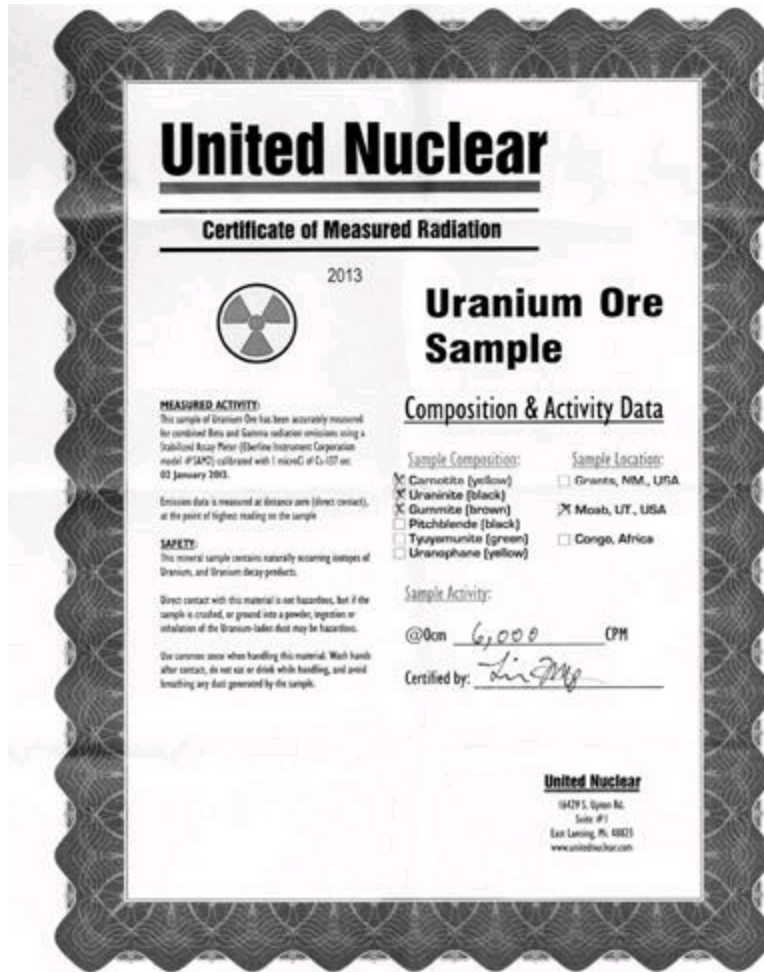 United Nuclear
Certificate of Measured Radiation
2013
Uranium Ore
Sample
MEASURED ACTIVITY:
This sample of Uranium Ore has been accurately measured
for combined Beta and Gamma radiation emissions using a
Stabilized Assay Meter (Eberline Instrument Corporation
model #SAM2) calibrated with 1 microCi of Cs-137 on:
02 January 2013.
Emission data is measured at distance zero (direct contact),
at the point of highest reading on the sample
SAFETY:
This mineral sample contains naturally occurring isotopes of
Uranium, and Uranium decay products.
Direct contact with this material is not hazardous, but if the
sample is crushed, or ground into a powder, ingestion or
inhalation of the Uranium-laden dust may be hazardous.
Use common sense when handling this material. Wash hands
after contact, do not eat or drink while handling, and avoid
breathing any dust generated by the sample.
Composition & Activity Data
Sample Composition:
Carnotite (yellow)
Uraninite (black)
Gummite (brown)
Pitchblende (black)
Tyuyamunite (green)
Uranophane (yellow)
Sample Location:
Grants, NM., USA
Moab, UT., USA
Congo, Africa
Sample Activity:
@0cm 6,000 CPM
Certified by:
United Nuclear
16429 S. Upton Rd.
Suite #1
East Lansing, Mi. 48823
www.unitednuclear.com